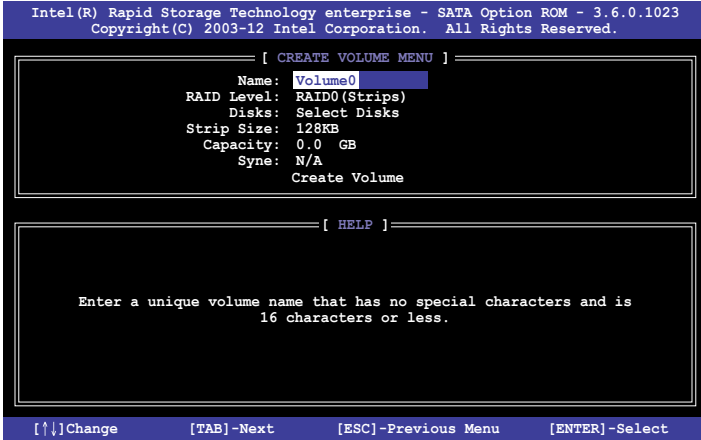 Intel(R) Rapid Storage Technology enterprise - SATA Option ROM - 3.6.0.1023
Copyright(C) 2003-12 Intel Corporation. All Rights Reserved.
[ CREATE VOLUME MENU ]
Name: Volume0
RAID Level: RAID0(Strips)
Disks: Select Disks
Strip Size: 128KB
Capacity: 0.0 GB
Syne: N/A
Create Volume
[ HELP ]
Enter a unique volume name that has no special characters and is
16 characters or less.
[↑↓]Change [TAB]-Next [ESC]-Previous Menu [ENTER]-Select